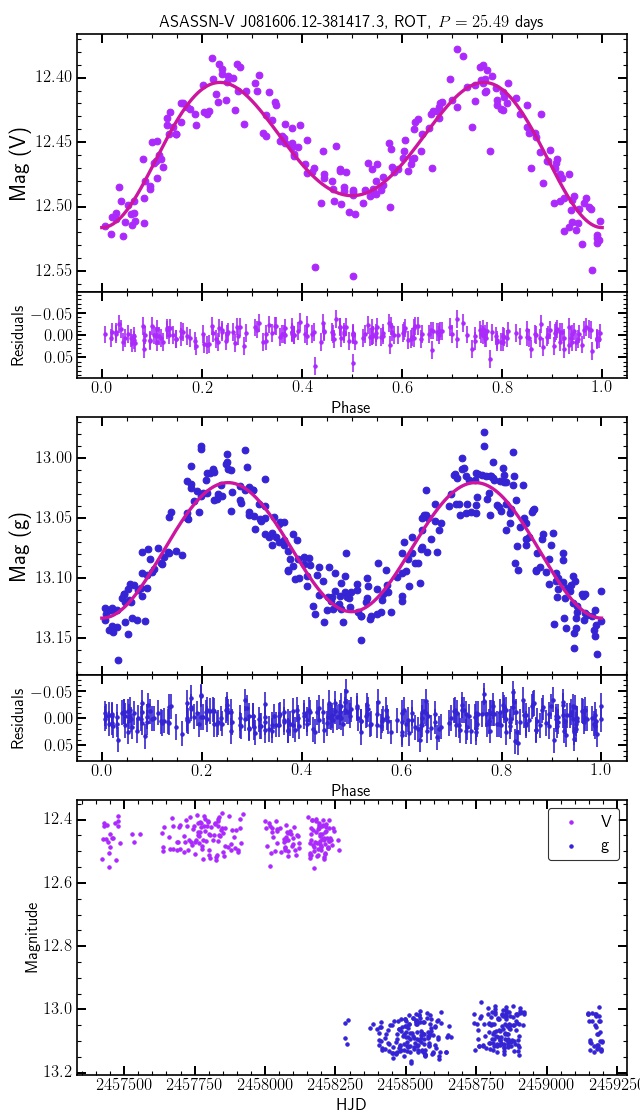 ASASSN-V J081606.12-381417.3, ROT, P = 25.49 days
12.40
12.45
12.50
12.55
Mag (V)
−0.05
0.00
0.05
Residuals
0.0 0.2 0.4 0.6 0.8 1.0
Phase
13.00
13.05
13.10
13.15
Mag (g)
−0.05
0.00
0.05
Residuals
0.0 0.2 0.4 0.6 0.8 1.0
Phase
V
g
12.4
12.6
12.8
13.0
13.2
Magnitude
2457500 2457750 2458000 2458250 2458500 2458750 2459000 245925
HJD